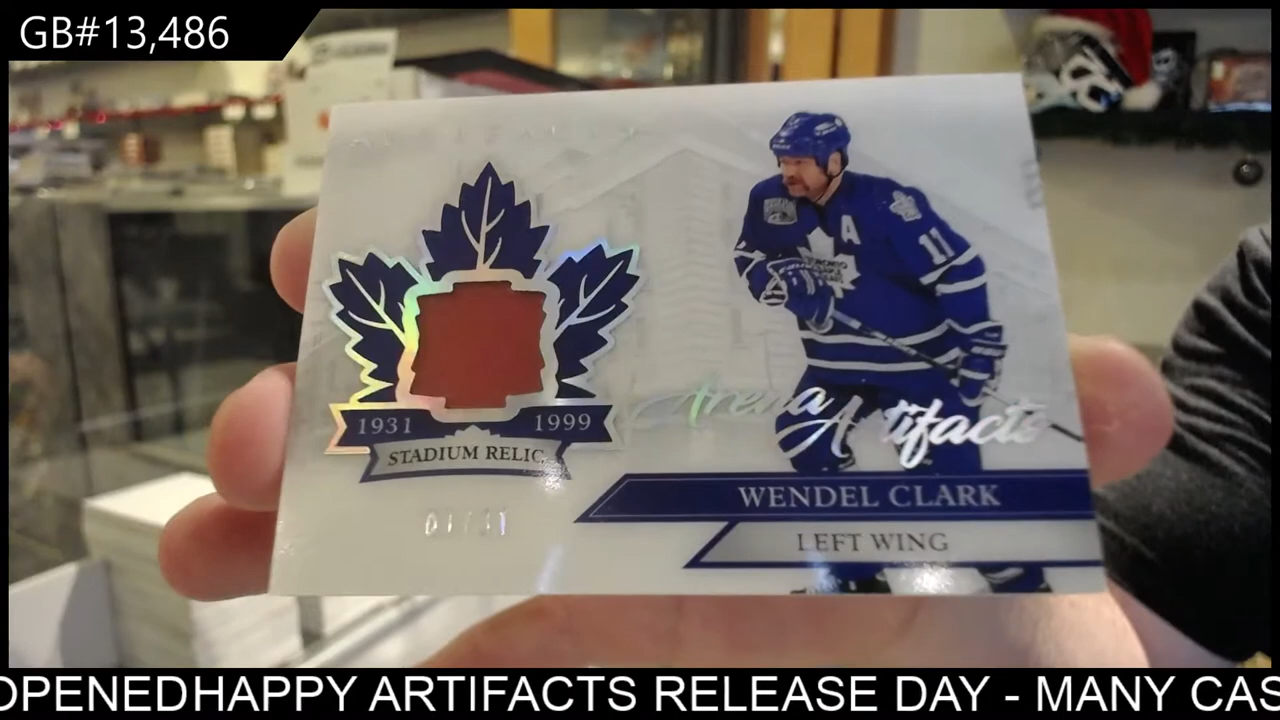 GB#13,486
A
11
1931 1999
STADIUM RELIC
Arena Artifacts
WENDEL CLARK
LEFT WING
OPENEDHAPPY ARTIFACTS RELEASE DAY - MANY CAS